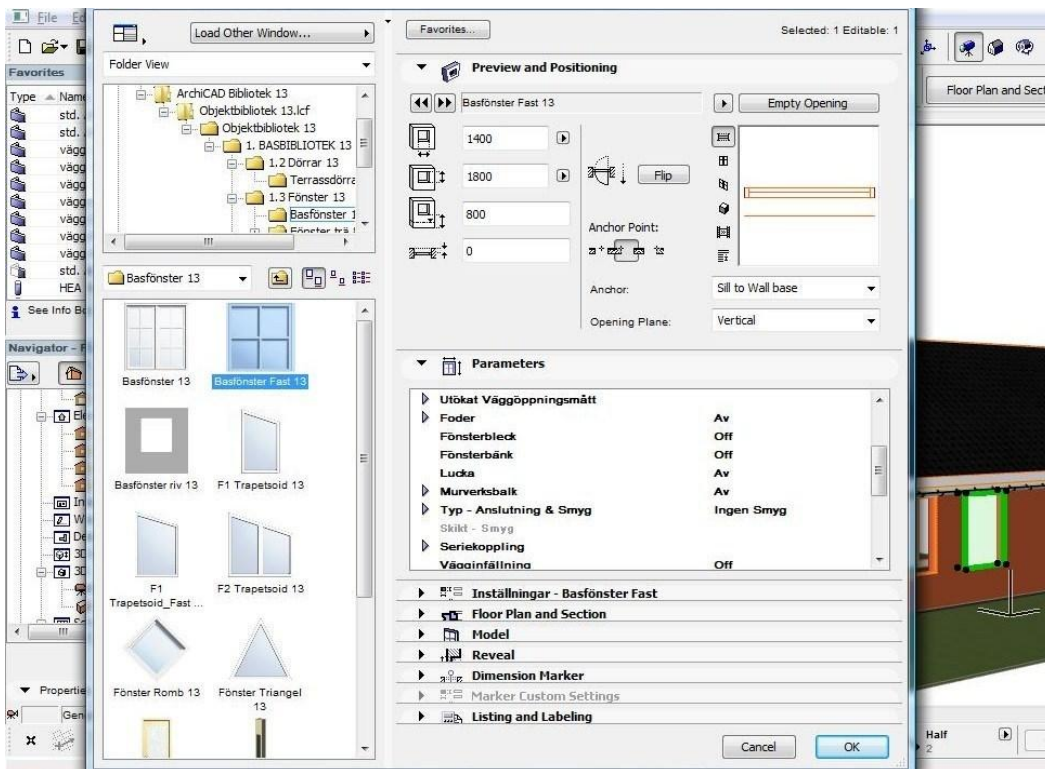 File
Favorites
Type Name
std.
std.
vägg
vägg
vägg
vägg
vägg
vägg
vägg
std.
HEA
See Info
Navigator -
Properti
Gen
Load Other Window...
Folder View
ArchiCAD Bibliotek 13
Objektbibliotek 13.lcf
Objektbibliotek 13
1. BASBIBLIOTEK 13
1.2 Dörrar 13
Terrassdörra
1.3 Fönster 13
Basfönster 1
Fönster trä
Basfönster 13
Basfönster 13
Basfönster Fast 13
Basfönster riv 13
F1 Trapetsoid 13
F1
Trapetsoid_Fast ...
F2 Trapetsoid 13
Fönster Romb 13
Fönster Triangel
13
Favorites...
Selected: 1 Editable: 1
Preview and Positioning
Basfönster Fast 13
Empty Opening
1400
1800
800
0
Flip
Anchor Point:
Anchor:
Sill to Wall base
Opening Plane:
Vertical
Parameters
Utökat Väggöppningsmått
Foder Av
Fönsterbleck Off
Fönsterbänk Off
Lucka Av
Murverksbalk Av
Typ - Anslutning & Smyg Ingen Smyg
Skikt - Smyg
Seriekoppling
Vägginfällning Off
Inställningar - Basfönster Fast
Floor Plan and Section
Model
Reveal
Dimension Marker
Marker Custom Settings
Listing and Labeling
Cancel
OK
Floor Plan and Sect
Half
2